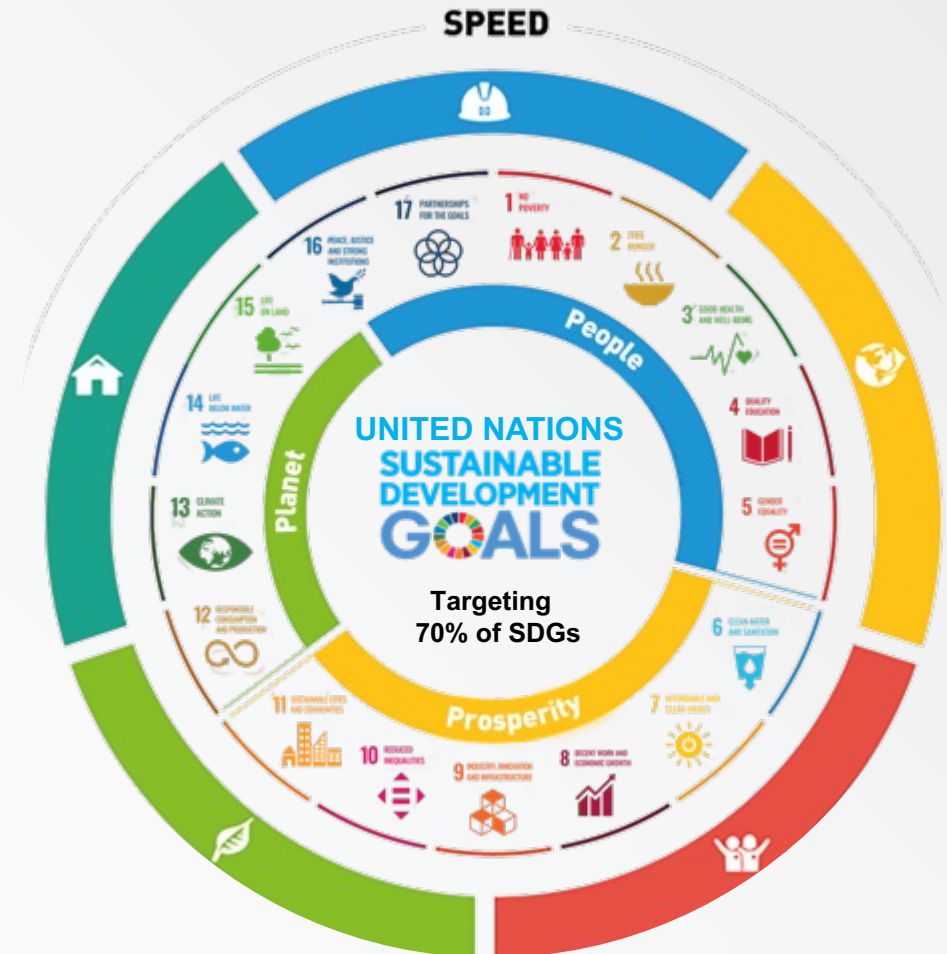 SPEED
17 PARTNERSHIPS
FOR THE GOALS
1 NO
POVERTY
2 ZERO
HUNGER
3 GOOD HEALTH
AND WELL-BEING
4 QUALITY
EDUCATION
5 GENDER
EQUALITY
6 CLEAN WATER
AND SANITATION
7 AFFORDABLE AND
CLEAN ENERGY
8 DECENT WORK AND
ECONOMIC GROWTH
9 INDUSTRY, INNOVATION
AND INFRASTRUCTURE
10 REDUCED
INEQUALITIES
11 SUSTAINABLE CITIES
AND COMMUNITIES
12 RESPONSIBLE
CONSUMPTION
AND PRODUCTION
13 CLIMATE
ACTION
14 LIFE
BELOW WATER
15 LIFE
ON LAND
16 PEACE, JUSTICE
AND STRONG
INSTITUTIONS
People
Planet
Prosperity
UNITED NATIONS
SUSTAINABLE
DEVELOPMENT
GOALS
Targeting
70% of SDGs